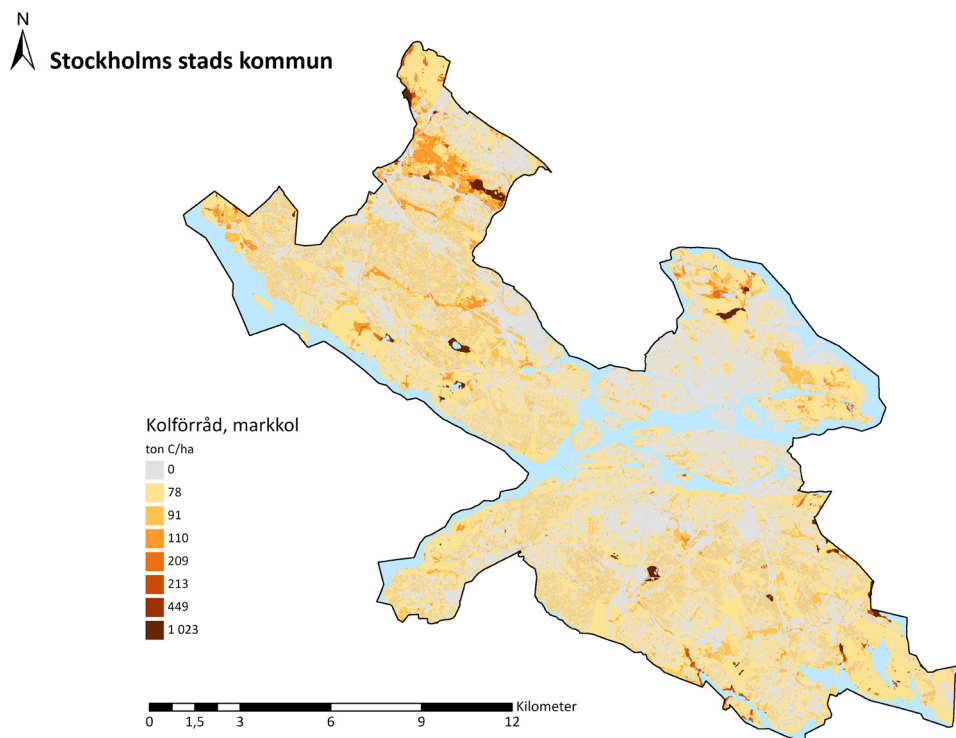 N
Stockholms stads kommun
Kolförråd, markkol
ton C/ha
0
78
91
110
209
213
449
1 023
Kilometer
0 1,5 3 6 9 12